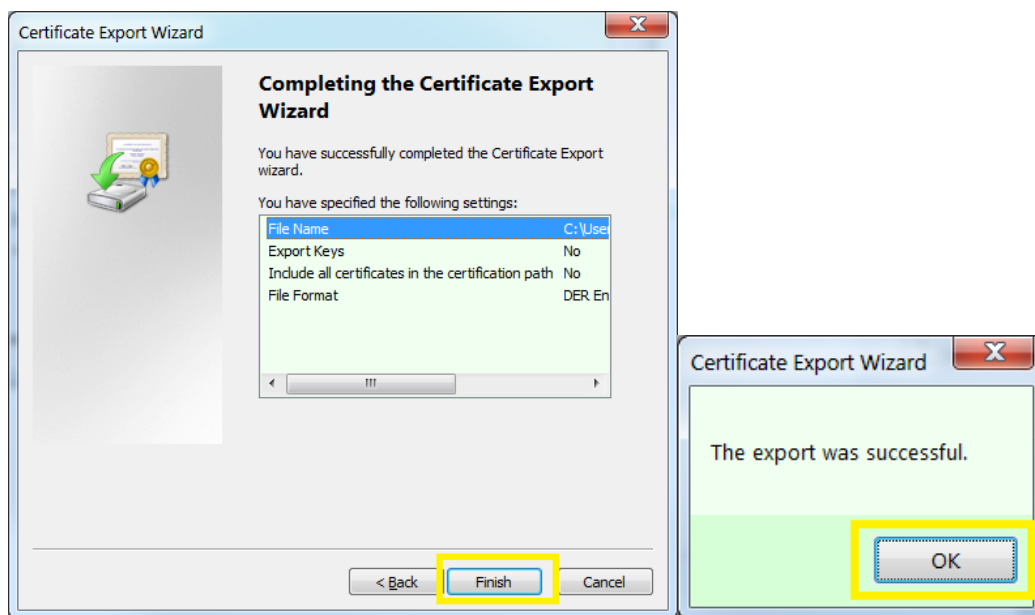 Certificate Export Wizard
X
Completing the Certificate Export
Wizard
You have successfully completed the Certificate Export
wizard.
You have specified the following settings:
File Name C:\User
Export Keys No
Include all certificates in the certification path No
File Format DER En
< Back Finish Cancel
Certificate Export Wizard
X
The export was successful.
OK